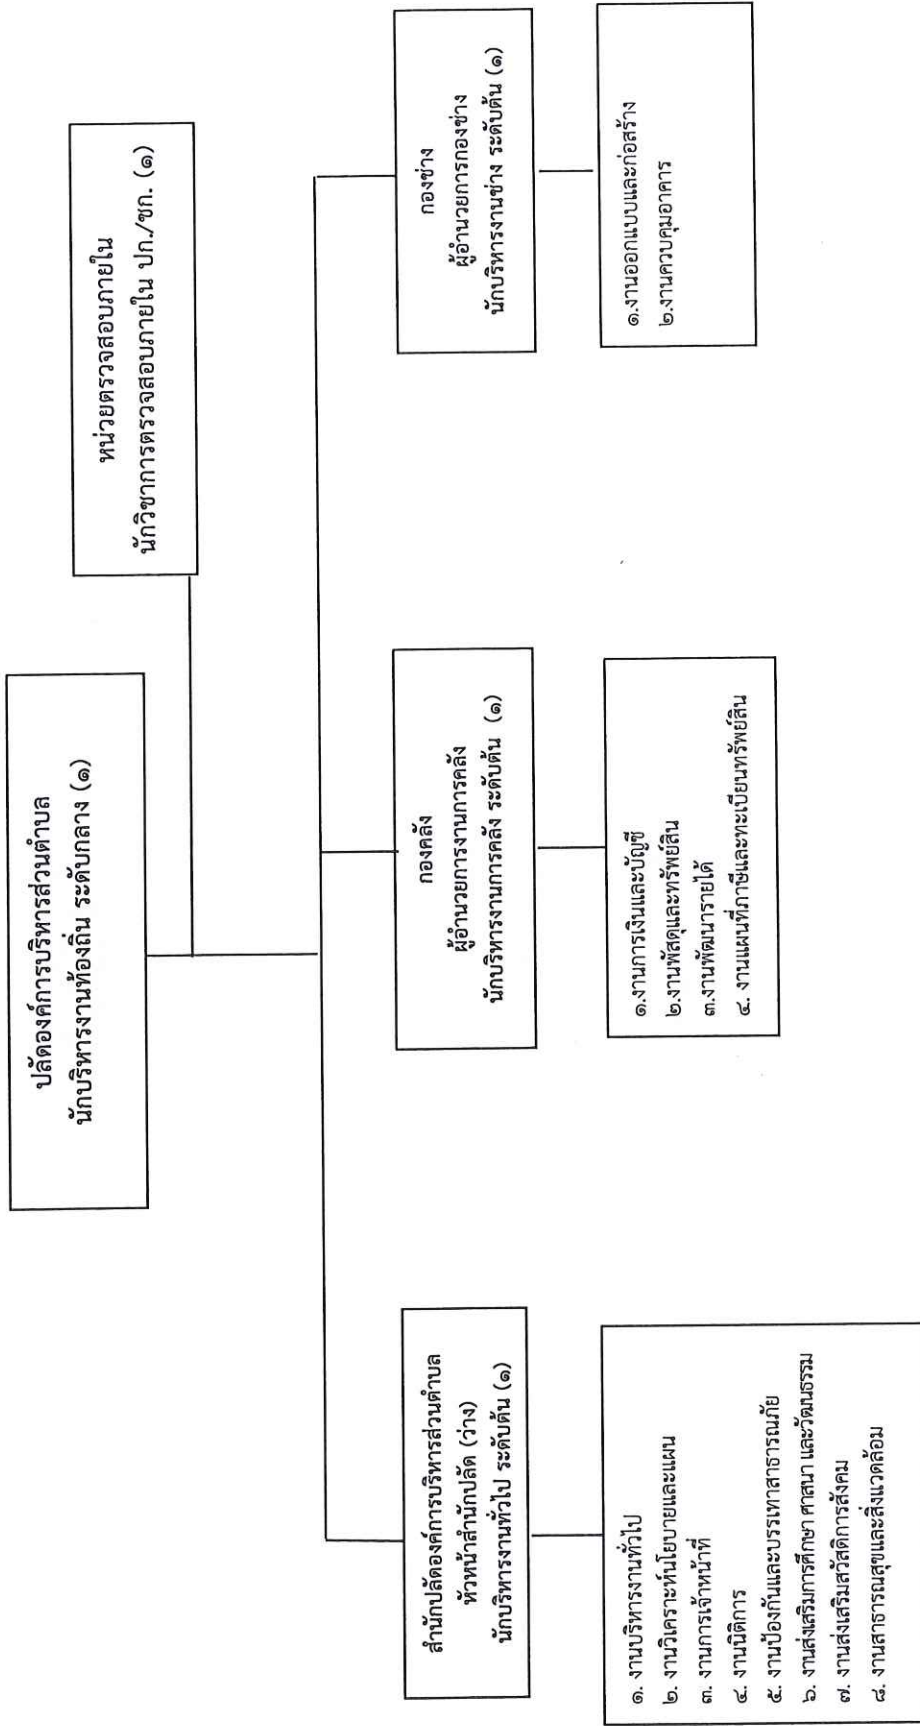 ปลัดองค์การบริหารส่วนตำบล
นักบริหารงานท้องถิ่น ระดับกลาง (๑)
หน่วยตรวจสอบภายใน
นักวิชาการตรวจสอบภายใน ปก./ชก. (๑)
สำนักปลัดองค์การบริหารส่วนตำบล
หัวหน้าสำนักปลัด (ว่าง)
นักบริหารงานทั่วไป ระดับต้น (๑)
กองคลัง
ผู้อำนวยการงานการคลัง
นักบริหารงานการคลัง ระดับต้น (๑)
กองช่าง
ผู้อำนวยการกองช่าง
นักบริหารงานช่าง ระดับต้น (๑)
๑. งานบริหารงานทั่วไป
๒. งานวิเคราะห์นโยบายและแผน
๓. งานการเจ้าหน้าที่
๔. งานนิติการ
๕. งานป้องกันและบรรเทาสาธารณภัย
๖. งานส่งเสริมการศึกษา ศาสนา และวัฒนธรรม
๗. งานส่งเสริมสวัสดิการสังคม
๘. งานสาธารณสุขและสิ่งแวดล้อม
๑.งานการเงินและบัญชี
๒.งานพัสดุและทรัพย์สิน
๓.งานพัฒนารายได้
๔. งานแผนที่ภาษีและทะเบียนทรัพย์สิน
๑.งานออกแบบและก่อสร้าง
๒.งานควบคุมอาคาร